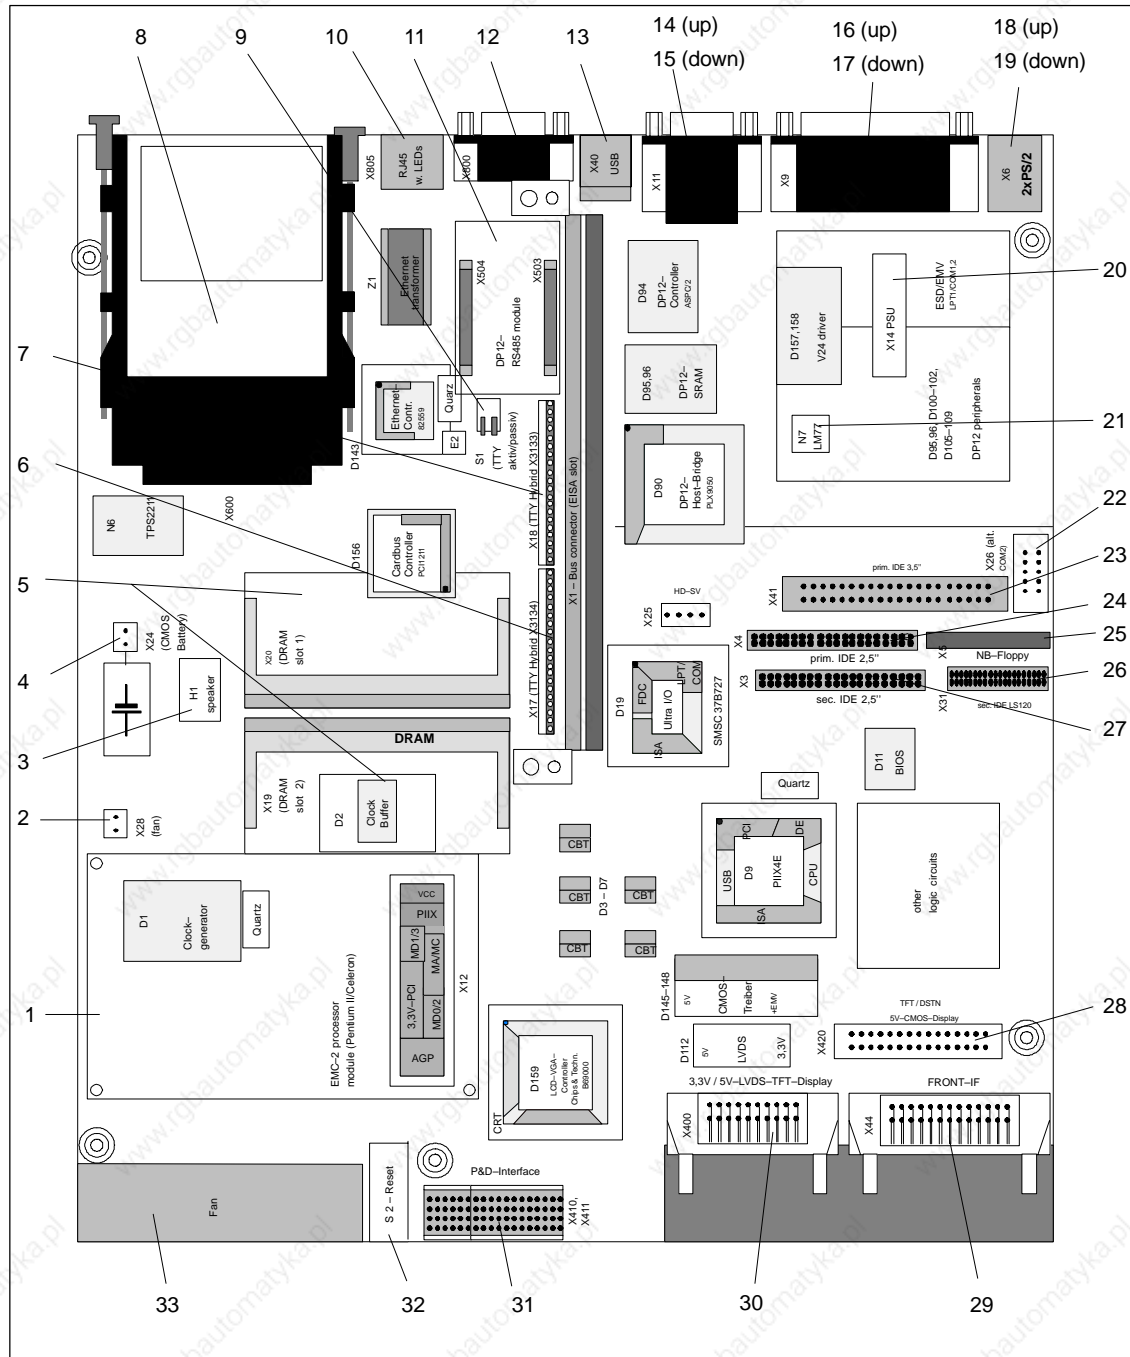 8
9
10
11
12
13
14 (up)
15 (down)
16 (up)
17 (down)
18 (up)
19 (down)
X805
RJ45
w. LEDs
X800
X40
USB
X11
X9
X6
2xPS/2
Z1
Ethernet
transformer
X504
X503
DP12–
RS485 module
D94
DP12–
Controller
ASPC/2
D157,158
V24 driver
X14 PSU
ESD/EMV
LPT1/COM1,2
20
7
D143
Ethernet–
Contr.
82559
Quarz
E2
S1
(TTY
aktiv/passiv)
D95,96
DP12–
SRAM
N7
LM77
D95,96, D100–102,
D105–109
DP12 peripherals
21
6
X18 (TTY Hybrid X3133)
X1 – Bus connector (EISA slot)
D90
DP12–
Host–Bridge
PLX9050
22
N6
TPS2211
X600
D156
Cardbus
Controller
PCI1211
X26 (alt.
COM2)
23
5
prim. IDE 3,5"
X41
HD–SV
X25
24
X24
(CMOS
Battery)
X20
(DRAM
slot 1)
X17 (TTY Hybrid X3134)
X4
prim. IDE 2,5"
X5
NB–Floppy
25
4
H1
speaker
D19
FDC
LPT/
COM
Ultra I/O
ISA
SMSC 37B727
X3
sec. IDE 2,5"
X31
sec. IDE LS120
26
27
3
DRAM
X19
(DRAM
slot 2)
D2
Clock
Buffer
D11
BIOS
Quartz
2
X28
(fan)
CBT
CBT
CBT
CBT
CBT
D3 – D7
PCI
IDE
USB
D9
PIIX4E
CPU
ISA
other
logic circuits
D1
Clock–
generator
Quartz
VCC
PIIX
MD1/3
MA/MC
3,3V–PCI
MD0/2
AGP
X12
1
EMC–2 processor
module (Pentium II/Celeron)
D145–148
5V
CMOS–
Treiber
+EMV
D112
5V
LVDS
3,3V
TFT / DSTN
5V–CMOS–Display
X420
28
CRT
D159
LCD–VGA–
Controller
Chips & Techn.
B69000
3,3V / 5V–LVDS–TFT–Display
X400
FRONT–IF
X44
Fan
S 2 – Reset
P&D–Interface
X410,
X411
33
32
31
30
29
www.rgbautomatyka.pl